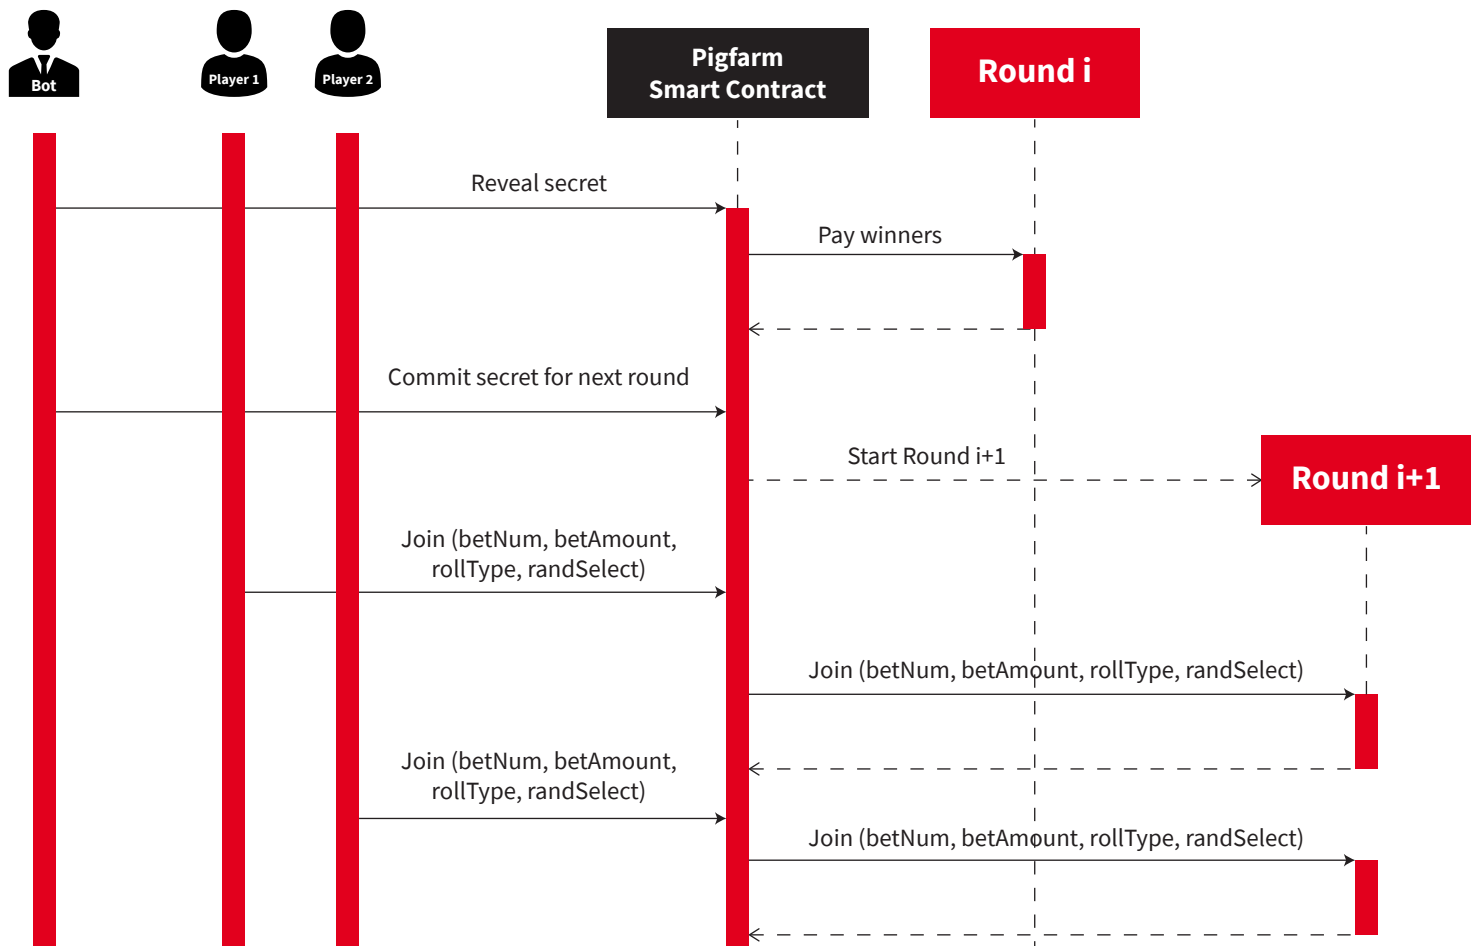 Bot
Player 1
Player 2
Pigfarm
Smart Contract
Round i
Reveal secret
Pay winners
Commit secret for next round
Start Round i+1
Round i+1
Join (betNum, betAmount,
rollType, randSelect)
Join (betNum, betAmount, rollType, randSelect)
Join (betNum, betAmount,
rollType, randSelect)
Join (betNum, betAmount, rollType, randSelect)